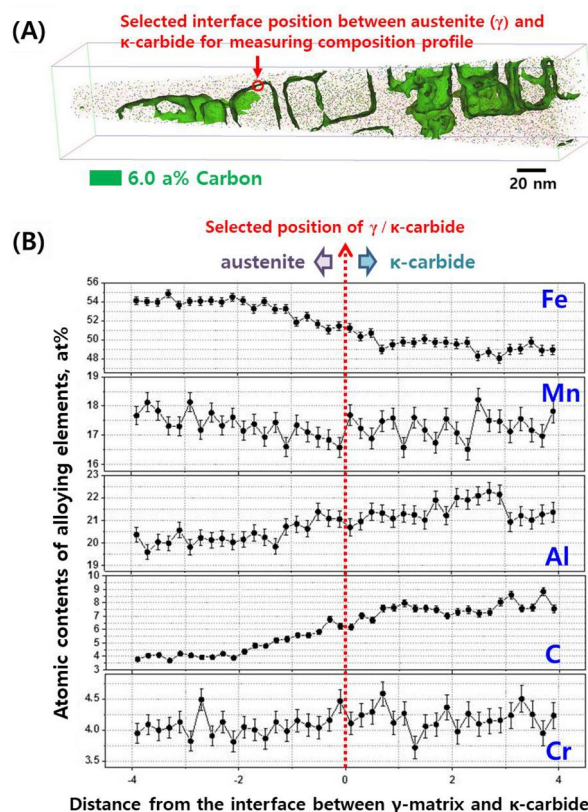 (A)
Selected interface position between austenite (γ) and
κ-carbide for measuring composition profile
6.0 a% Carbon
20 nm
(B)
Selected position of γ / κ-carbide
austenite
κ-carbide
Atomic contents of alloying elements, at%
56
54
52
50
48
Fe
19
18
17
16
Mn
23
22
21
20
19
Al
10
9
8
7
6
5
4
3
C
4.5
4.0
3.5
Cr
-4 -2 0 2 4
Distance from the interface between γ-matrix and κ-carbide